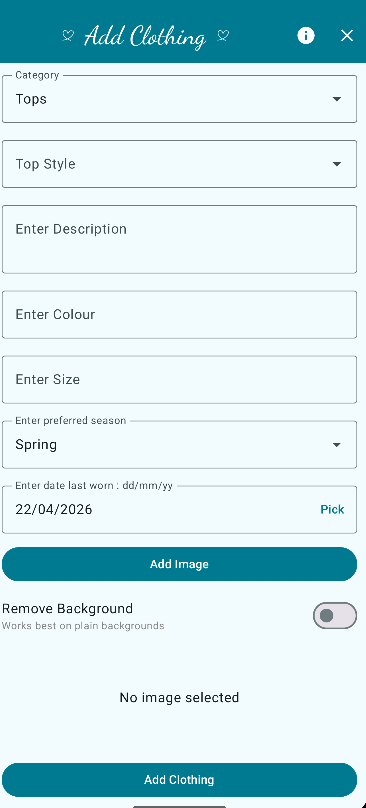 Add Clothing
Category
Tops
Top Style
Enter Description
Enter Colour
Enter Size
Enter preferred season
Spring
Enter date last worn : dd/mm/yy
22/04/2026 Pick
Add Image
Remove Background
Works best on plain backgrounds
No image selected
Add Clothing